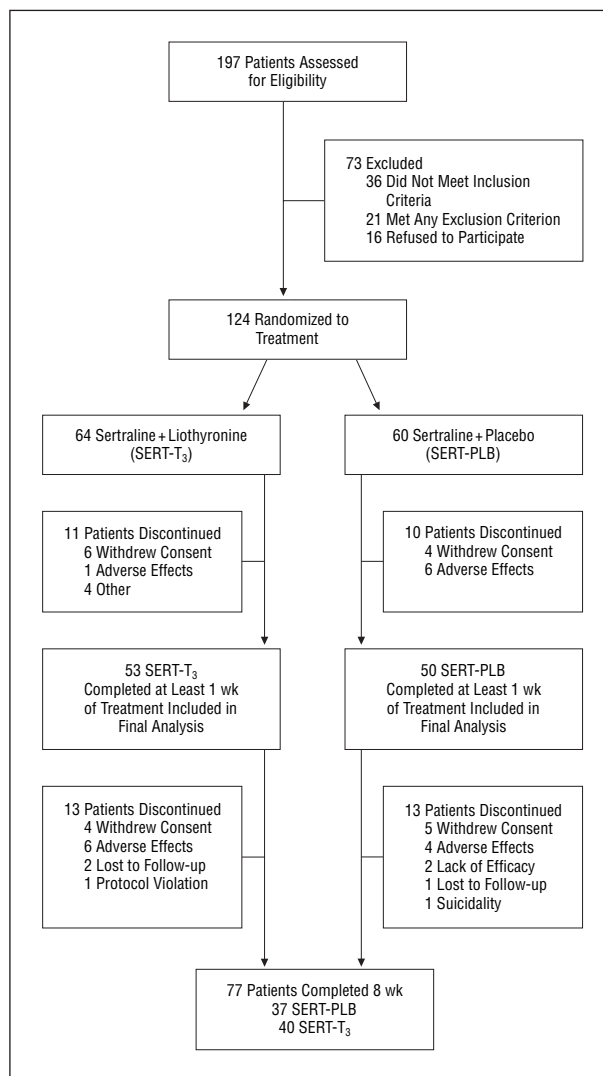 197 Patients Assessed
for Eligibility
73 Excluded
36 Did Not Meet Inclusion
Criteria
21 Met Any Exclusion Criterion
16 Refused to Participate
124 Randomized to
Treatment
64 Sertraline + Liothyronine
(SERT-T₃)
60 Sertraline + Placebo
(SERT-PLB)
11 Patients Discontinued
6 Withdrew Consent
1 Adverse Effects
4 Other
10 Patients Discontinued
4 Withdrew Consent
6 Adverse Effects
53 SERT-T₃
Completed at Least 1 wk
of Treatment Included in
Final Analysis
50 SERT-PLB
Completed at Least 1 wk
of Treatment Included in
Final Analysis
13 Patients Discontinued
4 Withdrew Consent
6 Adverse Effects
2 Lost to Follow-up
1 Protocol Violation
13 Patients Discontinued
5 Withdrew Consent
4 Adverse Effects
2 Lack of Efficacy
1 Lost to Follow-up
1 Suicidality
77 Patients Completed 8 wk
37 SERT-PLB
40 SERT-T₃